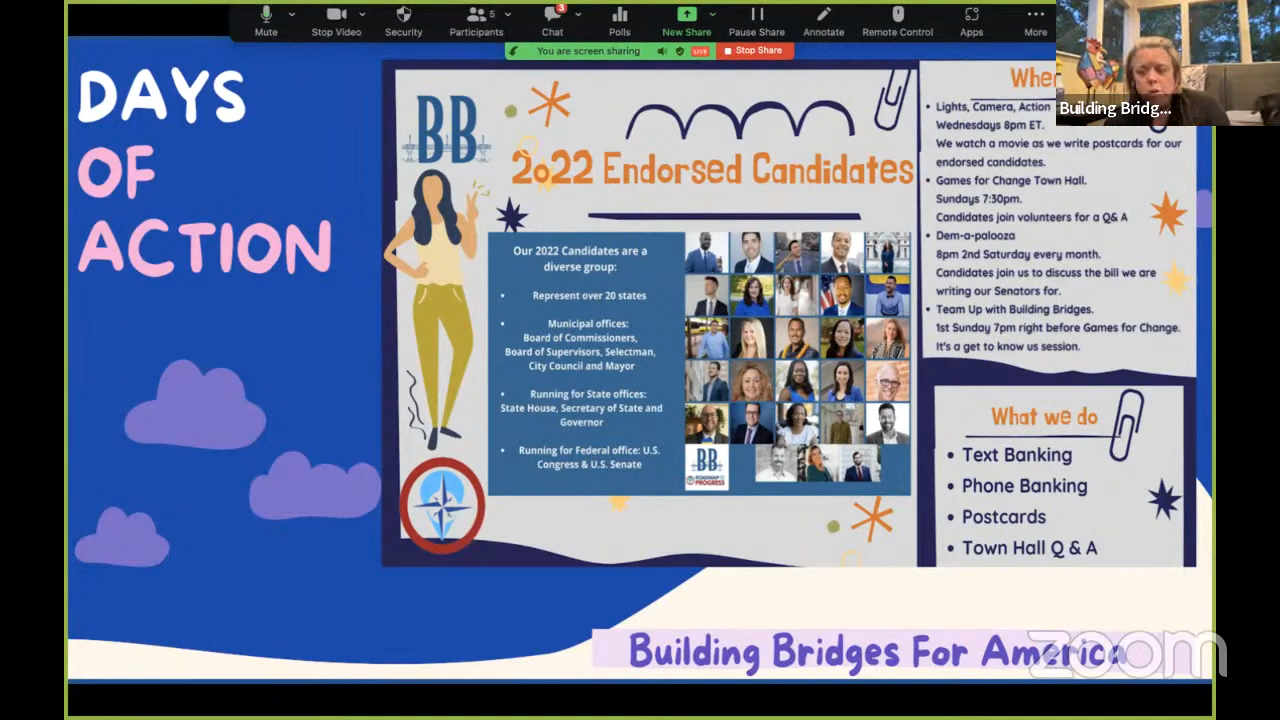 Mute
Stop Video
Security
Participants
5
Chat
3
Polls
New Share
Pause Share
Annotate
Remote Control
Apps
More
You are screen sharing
LIVE
Stop Share
Building Bridg...
DAYS
OF
ACTION
BB
2022 Endorsed Candidates
Our 2022 Candidates are a
diverse group:
• Represent over 20 states
• Municipal offices:
Board of Commissioners,
Board of Supervisors, Selectman,
City Council and Mayor
• Running for State offices:
State House, Secretary of State and
Governor
• Running for Federal office: U.S.
Congress & U.S. Senate
BB
ROADMAP TO
PROGRESS
• Lights, Camera, Action
Wednesdays 8pm ET.
We watch a movie as we write postcards for our
endorsed candidates.
• Games for Change Town Hall.
Sundays 7:30pm.
Candidates join volunteers for a Q& A
• Dem-a-palooza
8pm 2nd Saturday every month.
Candidates join us to discuss the bill we are
writing our Senators for.
• Team Up with Building Bridges.
1st Sunday 7pm right before Games for Change.
It's a get to know us session.
What we do
• Text Banking
• Phone Banking
• Postcards
• Town Hall Q & A
Building Bridges For America
zoom